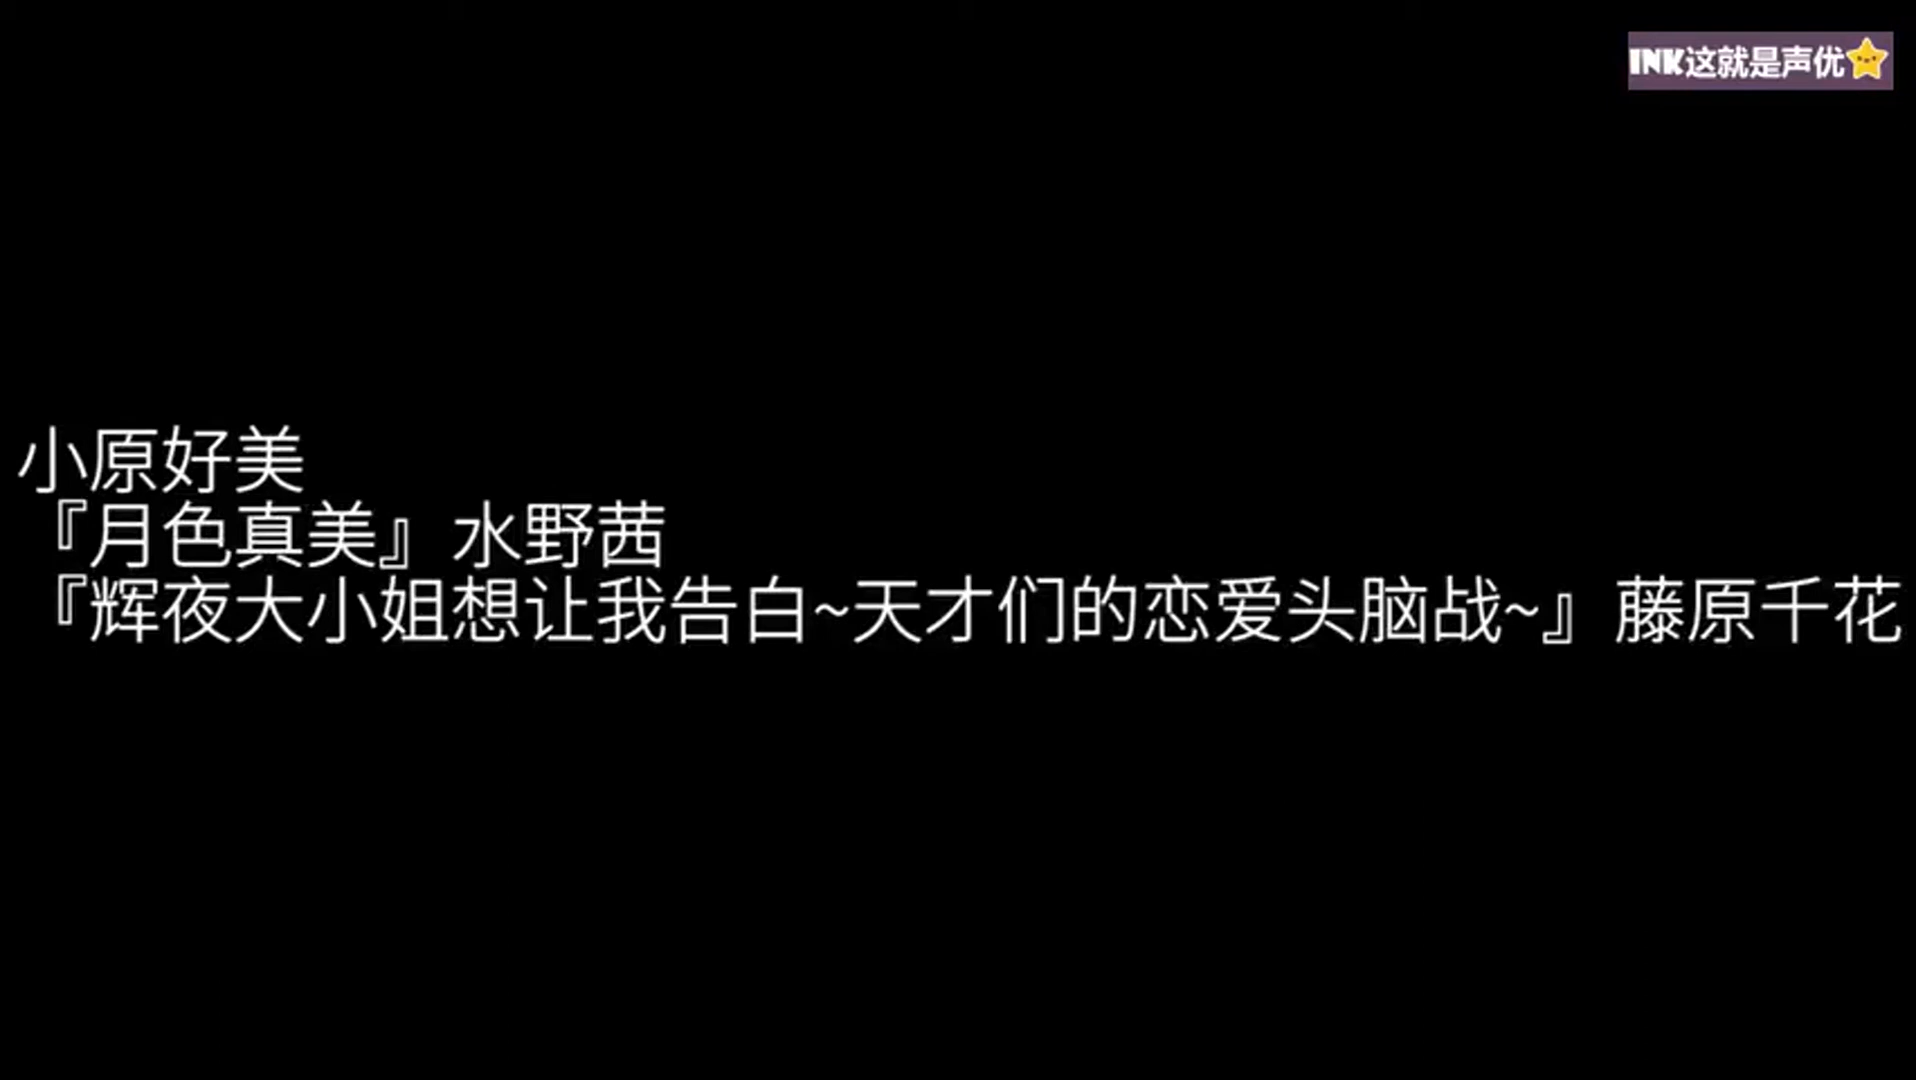 INK这就是声优
小原好美
『月色真美』水野茜
『辉夜大小姐想让我告白~天才们的恋爱头脑战~』藤原千花